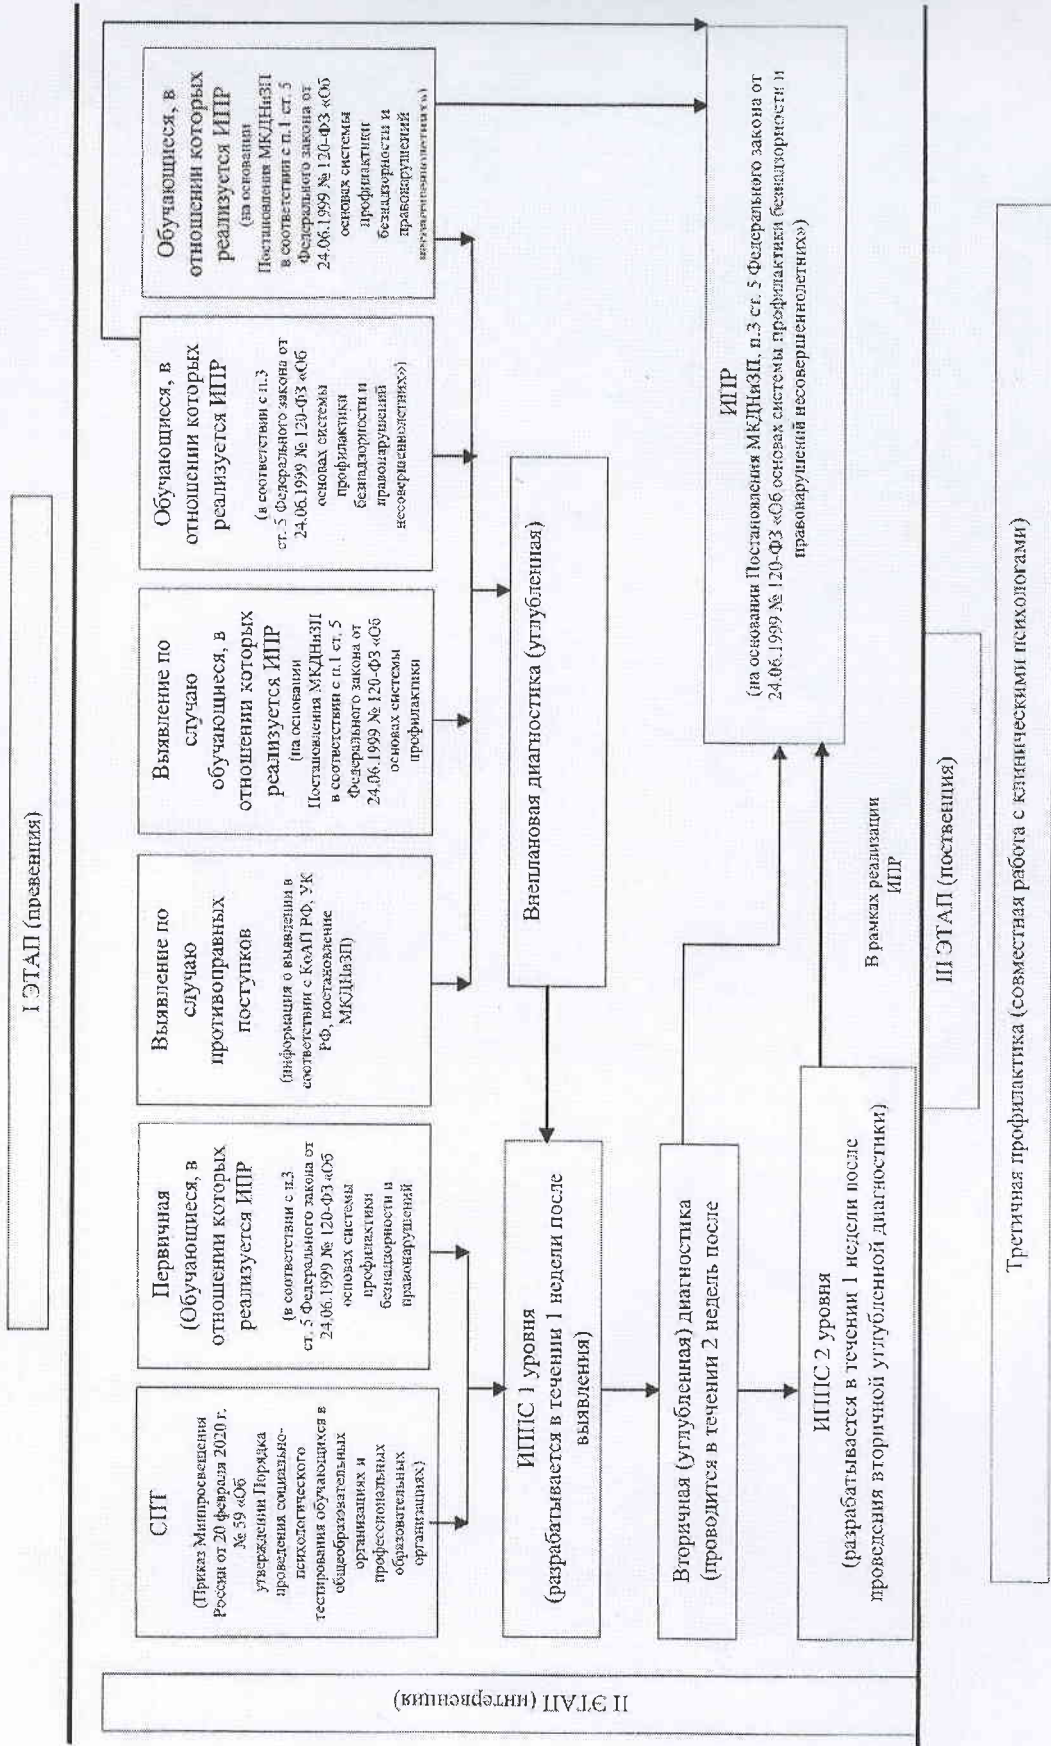 I ЭТАП (превенция)
II ЭТАП (интервенция)
СПТ
(Приказ Минпросвещения
России от 20 февраля 2020 г.
№ 59 «Об
утверждении Порядка
проведения социально-
психологического
тестирования обучающихся в
общеобразовательных
организациях и
профессиональных
образовательных
организациях)
Первичная
(Обучающиеся, в
отношении которых
реализуется ИПР
(в соответствии с п.3
ст. 5 Федерального закона от
24.06.1999 № 120-ФЗ «Об
основах системы
профилактики
безнадзорности и
правонарушений
Выявление по
случаю
противоправных
поступков
(информация о выявлении в
соответствии с КоАП РФ, УК
РФ, постановление
МКДНиЗП)
Выявление по
случаю
обучающиеся, в
отношении которых
реализуется ИПР
(на основании
Постановления МКДНиЗП
в соответствии с п.1 ст. 5
Федерального закона от
24.06.1999 № 120-ФЗ «Об
основах системы
профилактики
Обучающиеся, в
отношении которых
реализуется ИПР
(в соответствии с п.3
ст. 5 Федерального закона от
24.06.1999 № 120-ФЗ «Об
основах системы
профилактики
безнадзорности и
правонарушений
несовершеннолетних»)
Обучающиеся, в
отношении которых
реализуется ИПР
(на основании
Постановления МКДНиЗП
в соответствии с п.1 ст. 5
Федерального закона от
24.06.1999 № 120-ФЗ «Об
основах системы
профилактики
безнадзорности и
правонарушений
несовершеннолетних»)
ИППС 1 уровня
(разрабатывается в течении 1 недели после
выявления)
Внеплановая диагностика (углубленная)
Вторичная (углубленная) диагностика
(проводится в течении 2 недель после
ИППС 2 уровня
(разрабатывается в течении 1 недели после
проведения вторичной углубленной диагностики)
В рамках реализации
ИПР
ИПР
(на основании Постановления МКДНиЗП, п.3 ст. 5 Федерального закона от
24.06.1999 № 120-ФЗ «Об основах системы профилактики безнадзорности и
правонарушений несовершеннолетних»)
III ЭТАП (поственция)
Третичная профилактика (совместная работа с клиническими психологами)